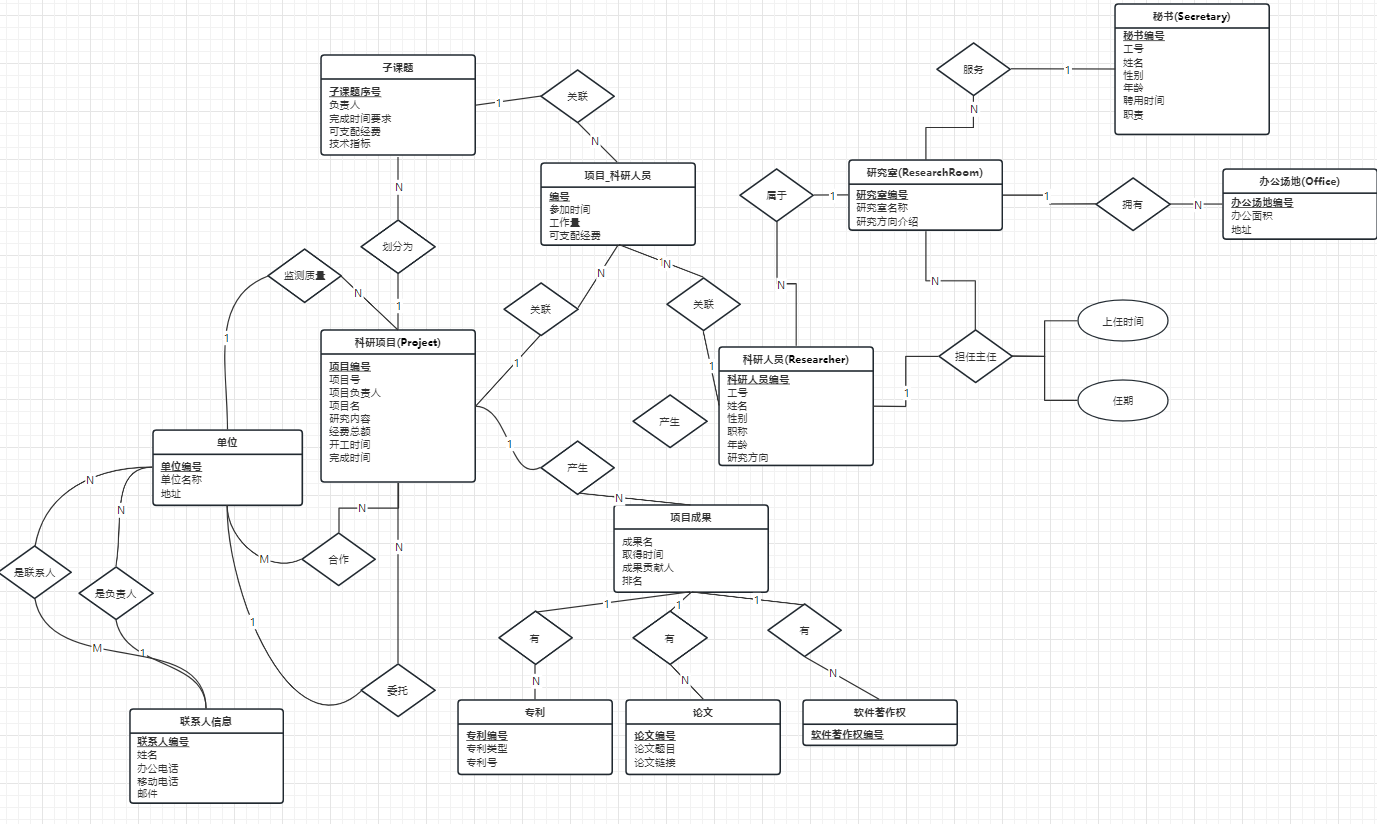 秘书(Secretary)
秘书编号
工号
姓名
性别
年龄
聘用时间
职责
服务
1
N
子课题
子课题序号
负责人
完成时间要求
可支配经费
技术指标
1
关联
N
项目_科研人员
编号
参加时间
工作量
可支配经费
研究室(ResearchRoom)
研究室编号
研究室名称
研究方向介绍
属于
1
N
1
拥有
N
办公场地(Office)
办公场地编号
办公面积
地址
N
划分为
1
监测质量
N
1
N
关联
1
1
N
关联
1
N
担任主任
1
上任时间
任期
科研项目(Project)
项目编号
项目号
项目负责人
项目名
研究内容
经费总额
开工时间
完成时间
科研人员(Researcher)
科研人员编号
工号
姓名
性别
职称
年龄
研究方向
产生
1
产生
N
单位
单位编号
单位名称
地址
N
N
N
M
合作
N
是联系人
是负责人
M
1
1
委托
项目成果
成果名
取得时间
成果贡献人
排名
1
1
1
有
有
有
N
N
N
专利
专利编号
专利类型
专利号
论文
论文编号
论文题目
论文链接
软件著作权
软件著作权编号
联系人信息
联系人编号
姓名
办公电话
移动电话
邮件